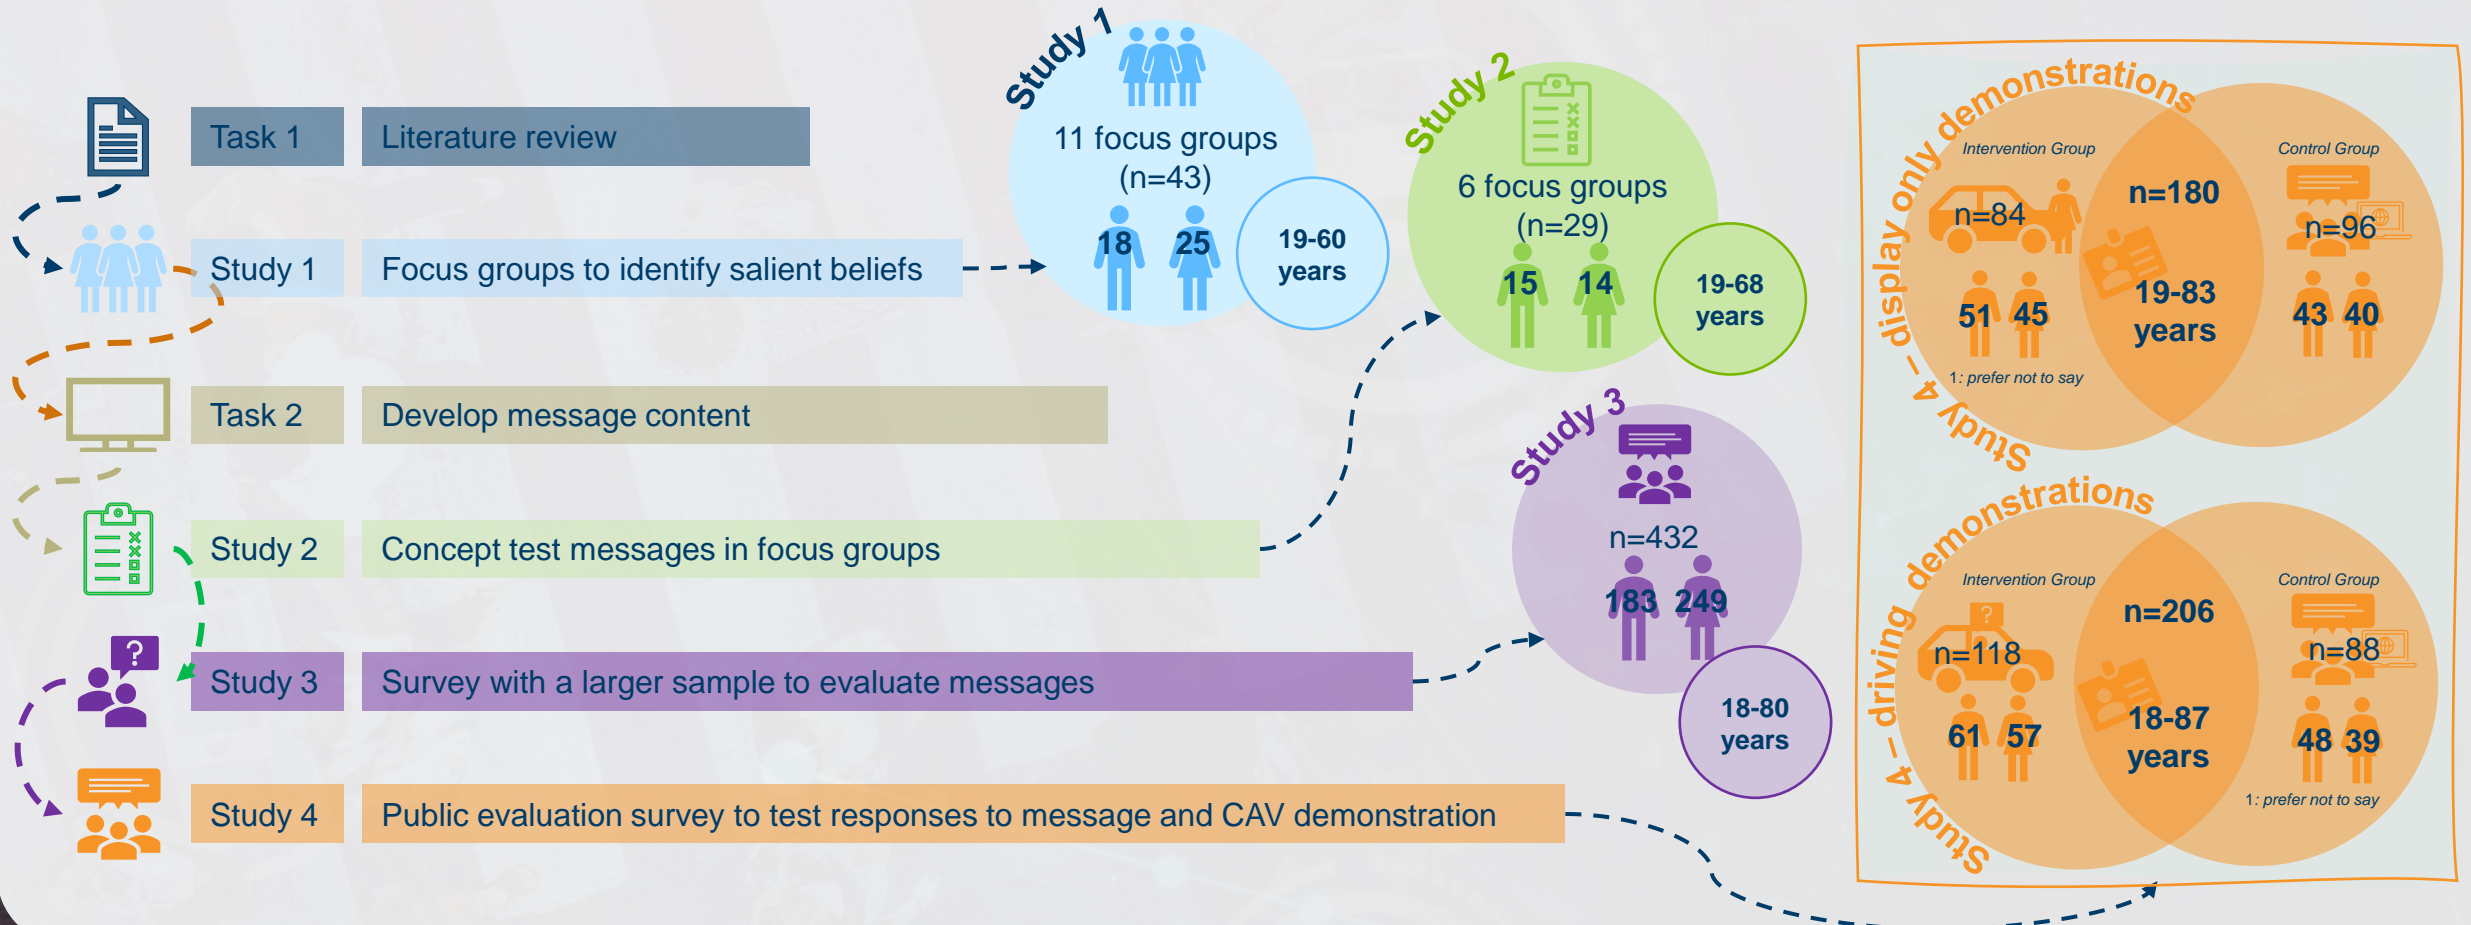 Task 1
Literature review
Study 1
Focus groups to identify salient beliefs
Task 2
Develop message content
Study 2
Concept test messages in focus groups
Study 3
Survey with a larger sample to evaluate messages
Study 4
Public evaluation survey to test responses to message and CAV demonstration
?
Study 1
11 focus groups
(n=43)
18
25
19-60
years
Study 2
6 focus groups
(n=29)
15
14
19-68
years
Study 3
n=432
183
249
18-80
years
Study 4 – display only demonstrations
Intervention Group
n=84
51
45
1: prefer not to say
n=180
19-83
years
Control Group
n=96
43
40
Study 4 – driving demonstrations
Intervention Group
?
n=118
61
57
n=206
18-87
years
Control Group
n=88
48
39
1: prefer not to say